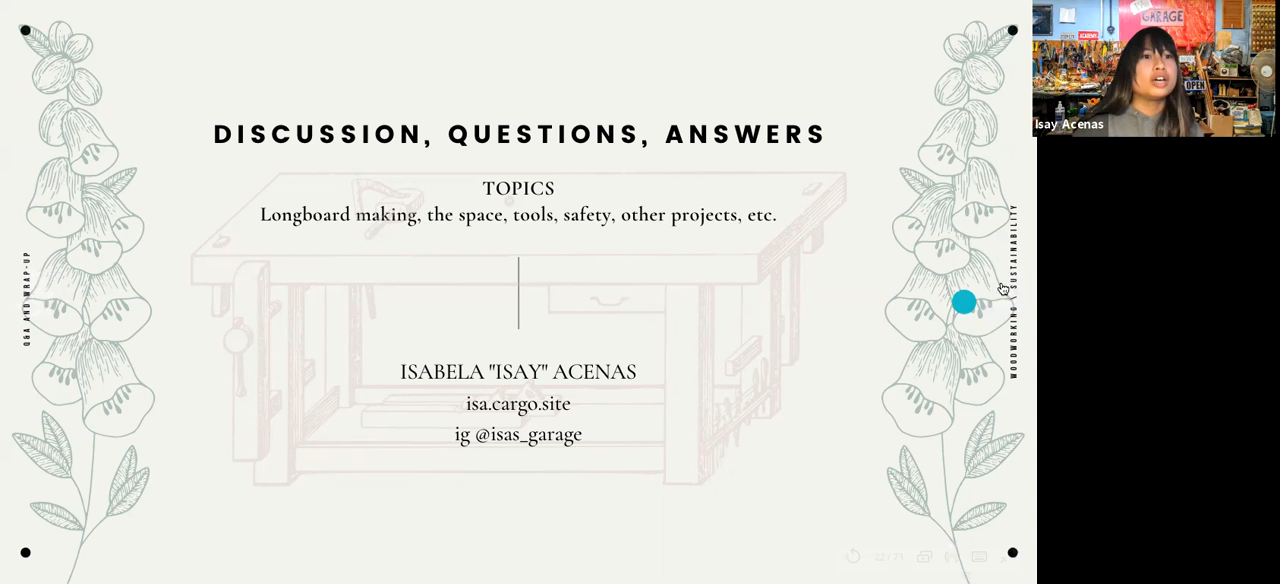 DISCUSSION, QUESTIONS, ANSWERS
TOPICS
Longboard making, the space, tools, safety, other projects, etc.
ISABELA "ISAY" ACENAS
isa.cargo.site
ig @isas_garage
Q&A AND WRAP-UP
WOODWORKING \ SUSTAINABILITY
GARAGE
OPEN
Isay Acenas